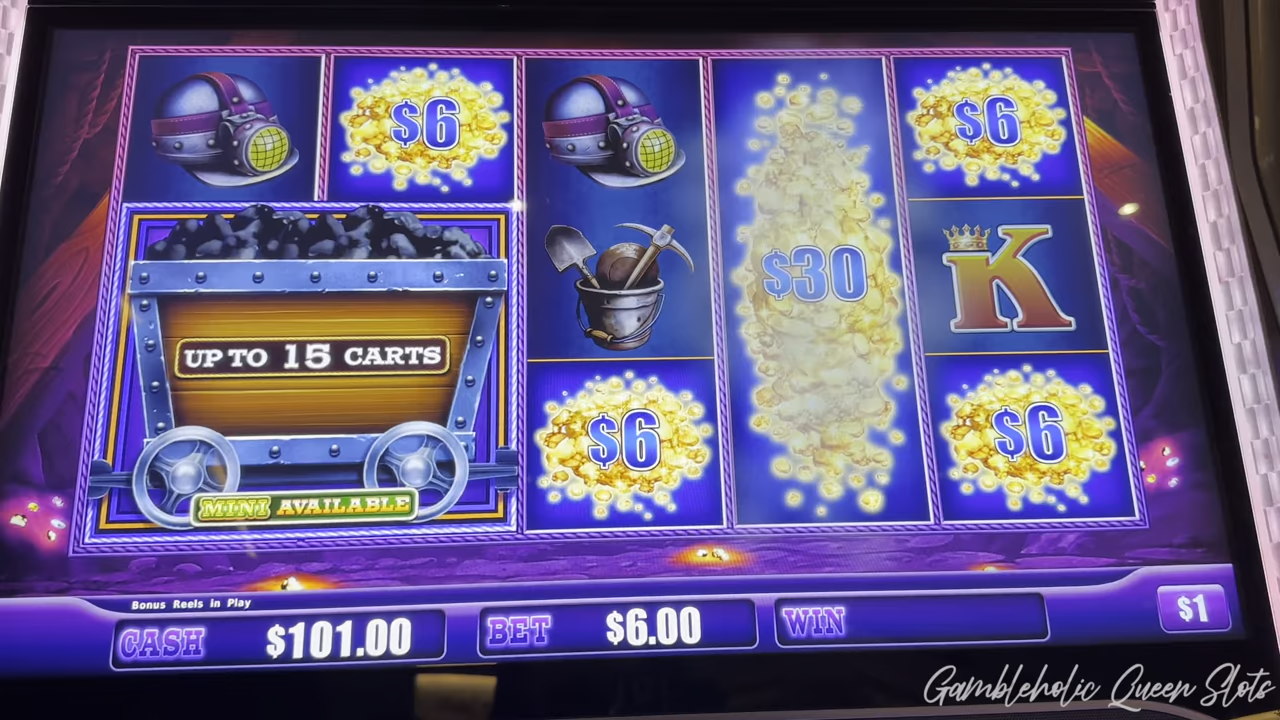 $6
$6
$30
K
UP TO 15 CARTS
$6
$6
MINI AVAILABLE
Bonus Reels in Play
CASH $101.00
BET $6.00
WIN
$1
Gambleholic Queen Slots